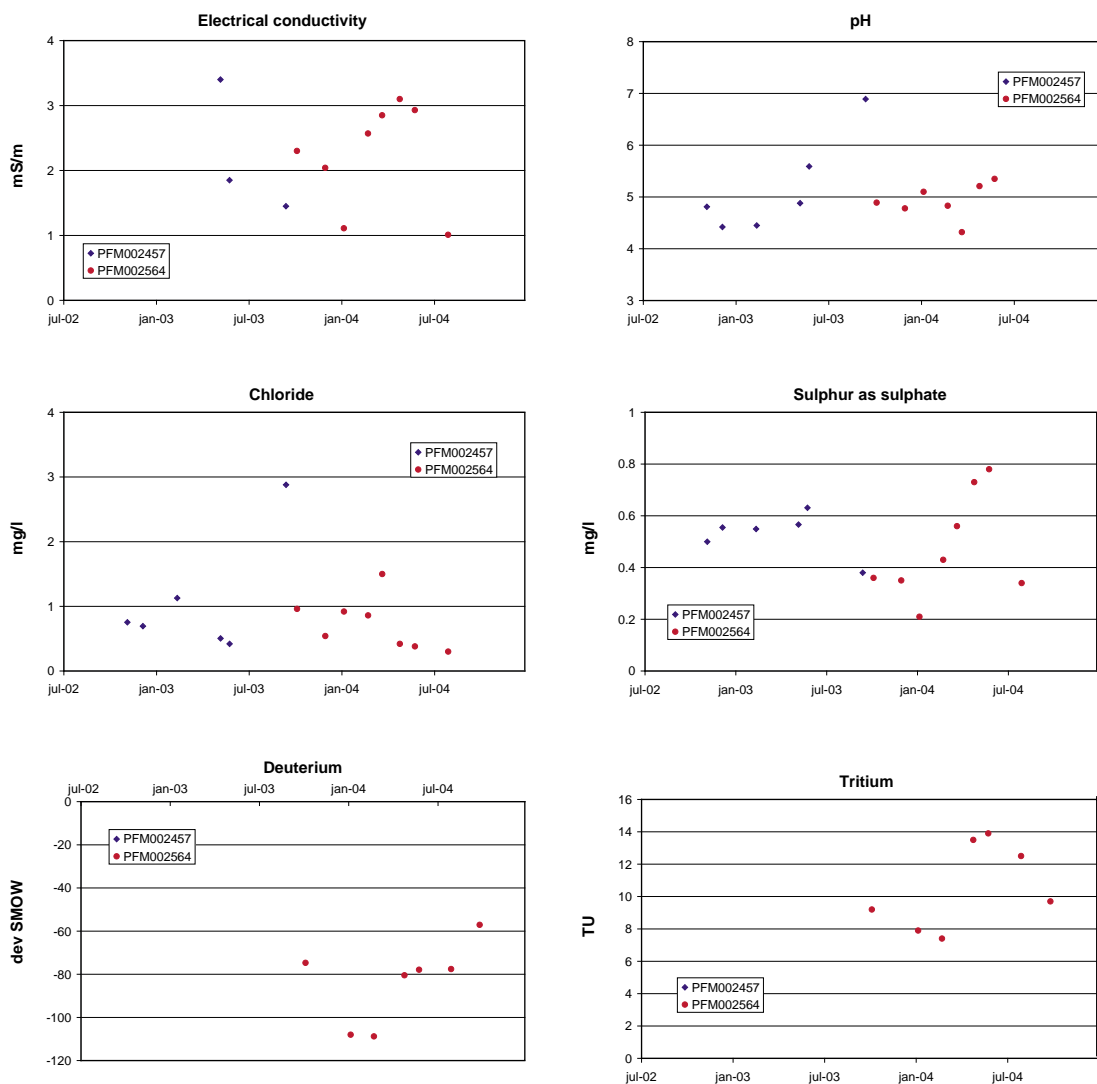 Electrical conductivity
4
3
2
1
0
mS/m
PFM002457
PFM002564
jul-02
jan-03
jul-03
jan-04
jul-04
pH
8
7
6
5
4
3
PFM002457
PFM002564
jul-02
jan-03
jul-03
jan-04
jul-04
Chloride
4
3
2
1
0
mg/l
PFM002457
PFM002564
jul-02
jan-03
jul-03
jan-04
jul-04
Sulphur as sulphate
1
0.8
0.6
0.4
0.2
0
mg/l
PFM002457
PFM002564
jul-02
jan-03
jul-03
jan-04
jul-04
Deuterium
jul-02
jan-03
jul-03
jan-04
jul-04
0
-20
-40
-60
-80
-100
-120
dev SMOW
PFM002457
PFM002564
Tritium
16
14
12
10
8
6
4
2
0
TU
PFM002457
PFM002564
jul-02
jan-03
jul-03
jan-04
jul-04